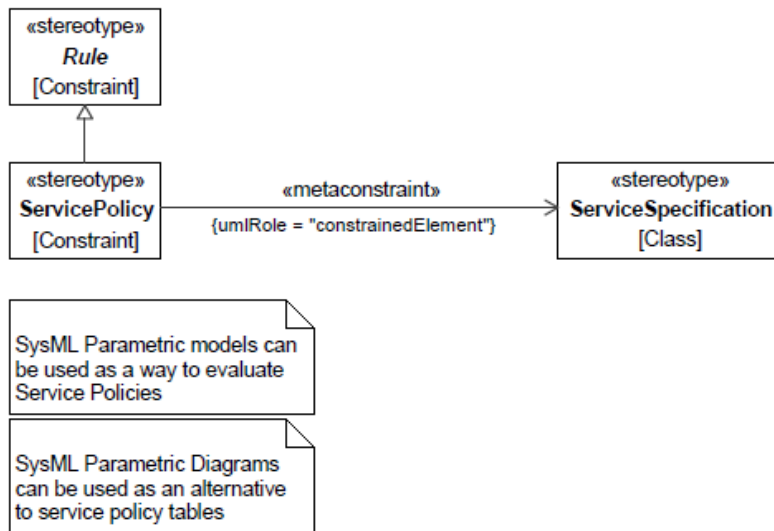 «stereotype»
Rule
[Constraint]
«stereotype»
ServicePolicy
[Constraint]
«metaconstraint»
{umlRole = "constrainedElement"}
«stereotype»
ServiceSpecification
[Class]
SysML Parametric models can
be used as a way to evaluate
Service Policies
SysML Parametric Diagrams
can be used as an alternative
to service policy tables